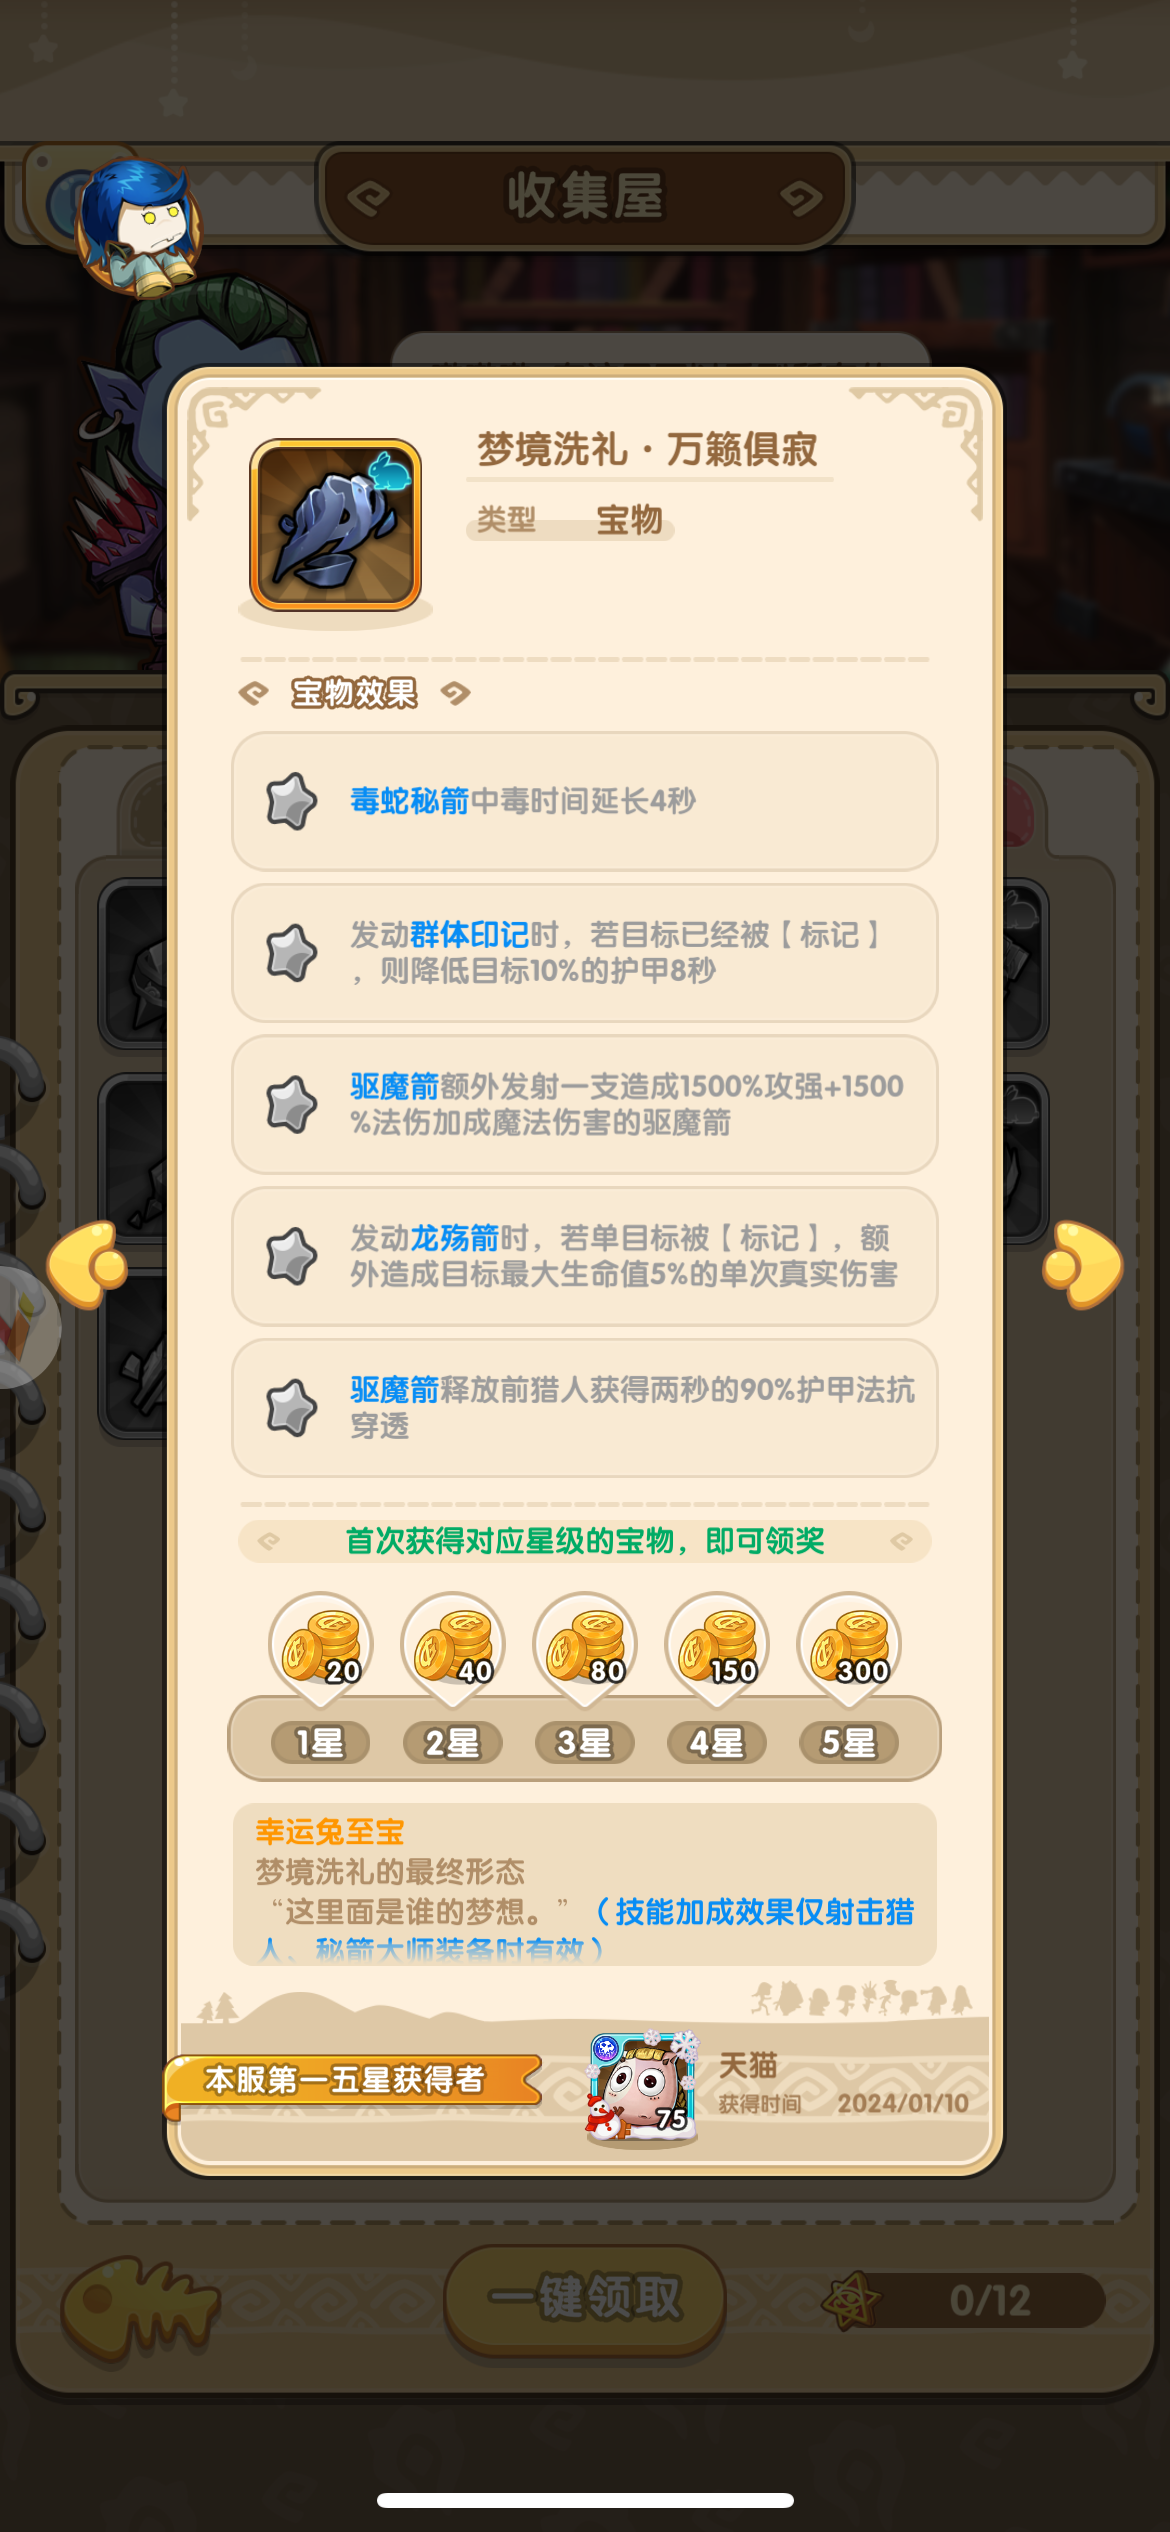 收集屋
梦境洗礼·万籁俱寂
类型 宝物
宝物效果
毒蛇秘箭中毒时间延长4秒
发动群体印记时，若目标已经被【标记】
，则降低目标10%的护甲8秒
驱魔箭额外发射一支造成1500%攻强+1500
%法伤加成魔法伤害的驱魔箭
发动龙殇箭时，若单目标被【标记】，额
外造成目标最大生命值5%的单次真实伤害
驱魔箭释放前猎人获得两秒的90%护甲法抗
穿透
首次获得对应星级的宝物，即可领奖
20 40 80 150 300
1星 2星 3星 4星 5星
幸运兔至宝
梦境洗礼的最终形态
“这里面是谁的梦想。”（技能加成效果仅射击猎
人、秘箭大师装备时有效）
本服第一五星获得者
75
天猫
获得时间 2024/01/10
一键领取
0/12